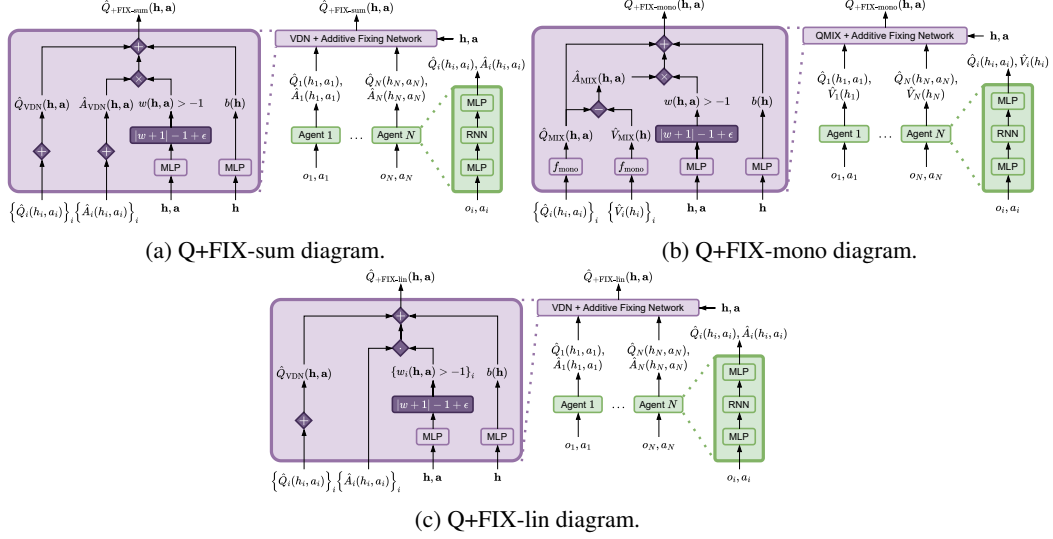 Q̂+FIX-sum(h, a)
+
×
Q̂VDN(h, a)
ÂVDN(h, a)
w(h, a) > −1
b(h)
+
+
|w + 1| − 1 + ϵ
MLP
MLP
{Q̂i(hi, ai)}i
{Âi(hi, ai)}i
h, a
h
Q̂+FIX-sum(h, a)
VDN + Additive Fixing Network
h, a
Q̂1(h1, a1),
Â1(h1, a1)
Q̂N(hN, aN),
ÂN(hN, aN)
Q̂i(hi, ai), Âi(hi, ai)
Agent 1
...
Agent N
o1, a1
oN, aN
MLP
RNN
MLP
oi, ai
(a) Q+FIX-sum diagram.
Q̂+FIX-mono(h, a)
+
ÂMIX(h, a)
×
−
w(h, a) > −1
b(h)
Q̂MIX(h, a)
V̂MIX(h)
|w + 1| − 1 + ϵ
fmono
fmono
MLP
MLP
{Q̂i(hi, ai)}i
{V̂i(hi)}i
h, a
h
Q̂+FIX-mono(h, a)
QMIX + Additive Fixing Network
h, a
Q̂1(h1, a1),
V̂1(h1)
Q̂N(hN, aN),
V̂N(hN)
Q̂i(hi, ai), V̂i(hi)
Agent 1
...
Agent N
o1, a1
oN, aN
MLP
RNN
MLP
oi, ai
(b) Q+FIX-mono diagram.
Q̂+FIX-lin(h, a)
+
·
Q̂VDN(h, a)
{wi(h, a) > −1}i
b(h)
+
|w + 1| − 1 + ϵ
MLP
MLP
{Q̂i(hi, ai)}i
{Âi(hi, ai)}i
h, a
h
Q̂+FIX-lin(h, a)
VDN + Additive Fixing Network
h, a
Q̂1(h1, a1),
Â1(h1, a1)
Q̂N(hN, aN),
ÂN(hN, aN)
Q̂i(hi, ai), Âi(hi, ai)
Agent 1
...
Agent N
o1, a1
oN, aN
MLP
RNN
MLP
oi, ai
(c) Q+FIX-lin diagram.